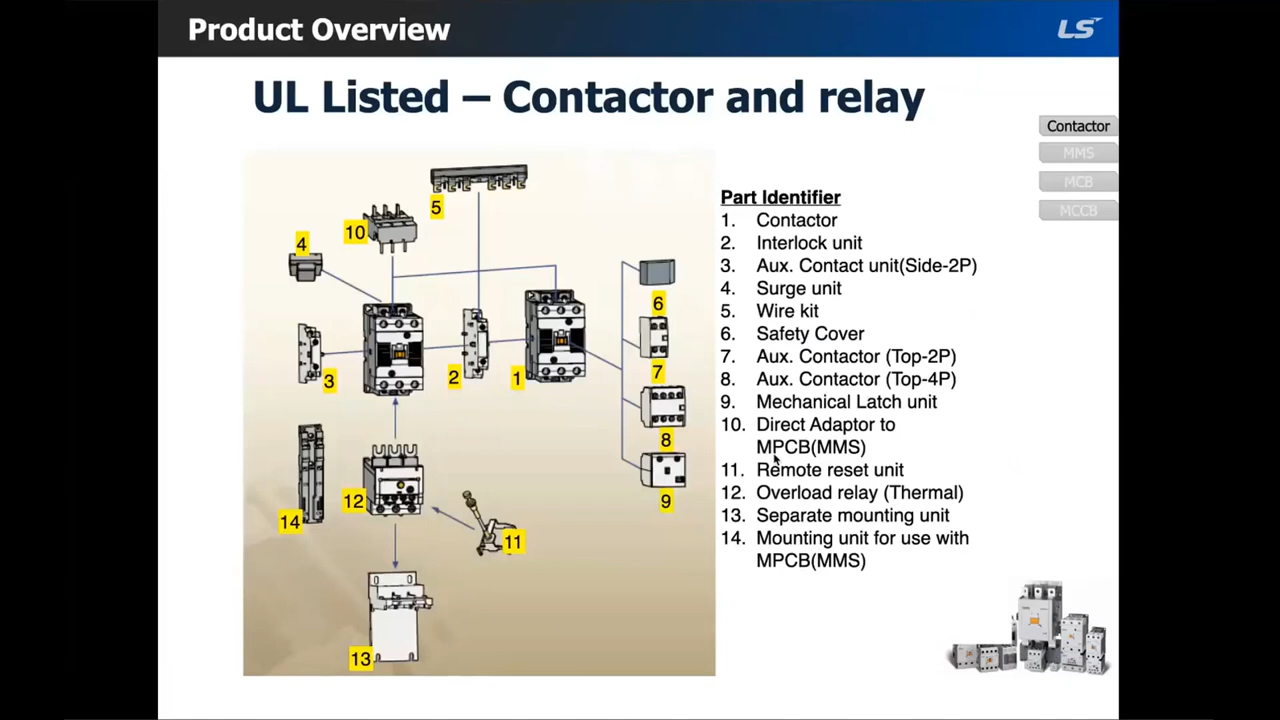 Product Overview
LS
UL Listed – Contactor and relay
Contactor
MMS
MCB
MCCB
5
10
4
6
3
2
1
7
8
12
9
14
11
13
Part Identifier
1. Contactor
2. Interlock unit
3. Aux. Contact unit(Side-2P)
4. Surge unit
5. Wire kit
6. Safety Cover
7. Aux. Contactor (Top-2P)
8. Aux. Contactor (Top-4P)
9. Mechanical Latch unit
10. Direct Adaptor to
MPCB(MMS)
11. Remote reset unit
12. Overload relay (Thermal)
13. Separate mounting unit
14. Mounting unit for use with
MPCB(MMS)